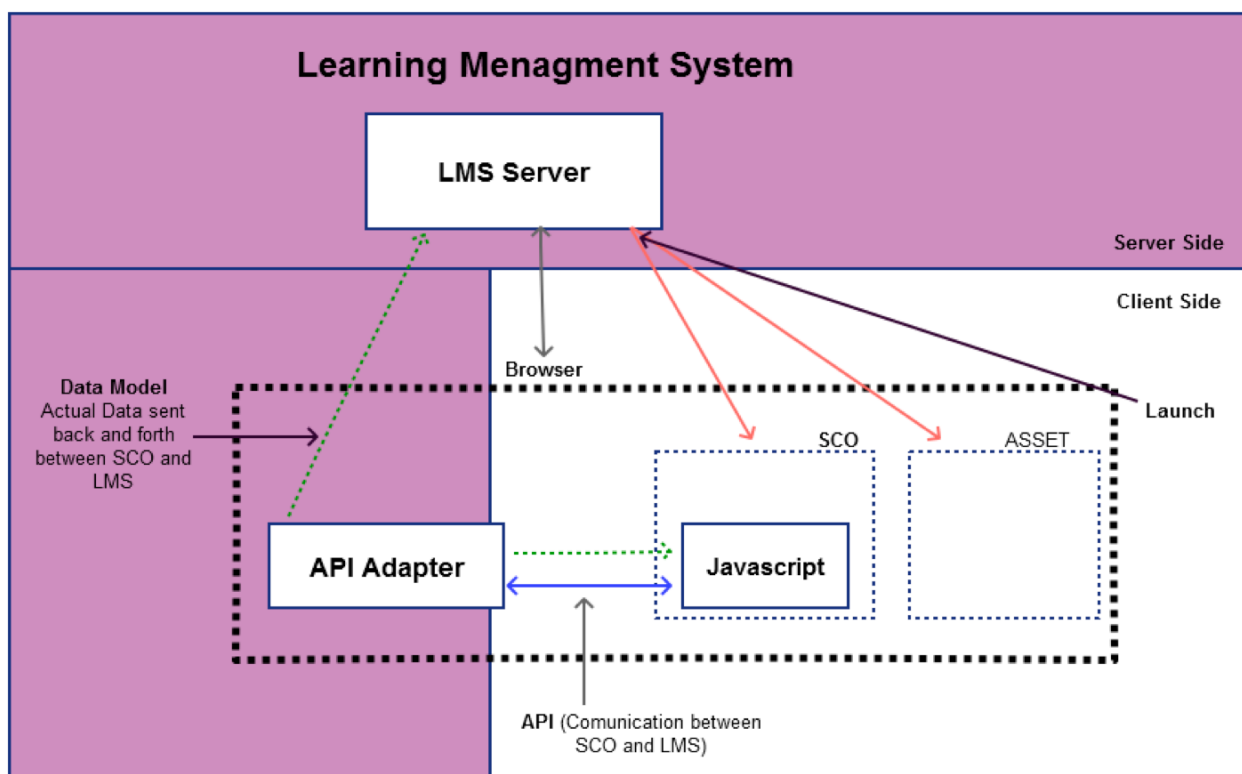 Learning Menagment System
LMS Server
Server Side
Client Side
Browser
Data Model
Actual Data sent
back and forth
between SCO and
LMS
Launch
SCO
ASSET
API Adapter
Javascript
API (Comunication between
SCO and LMS)